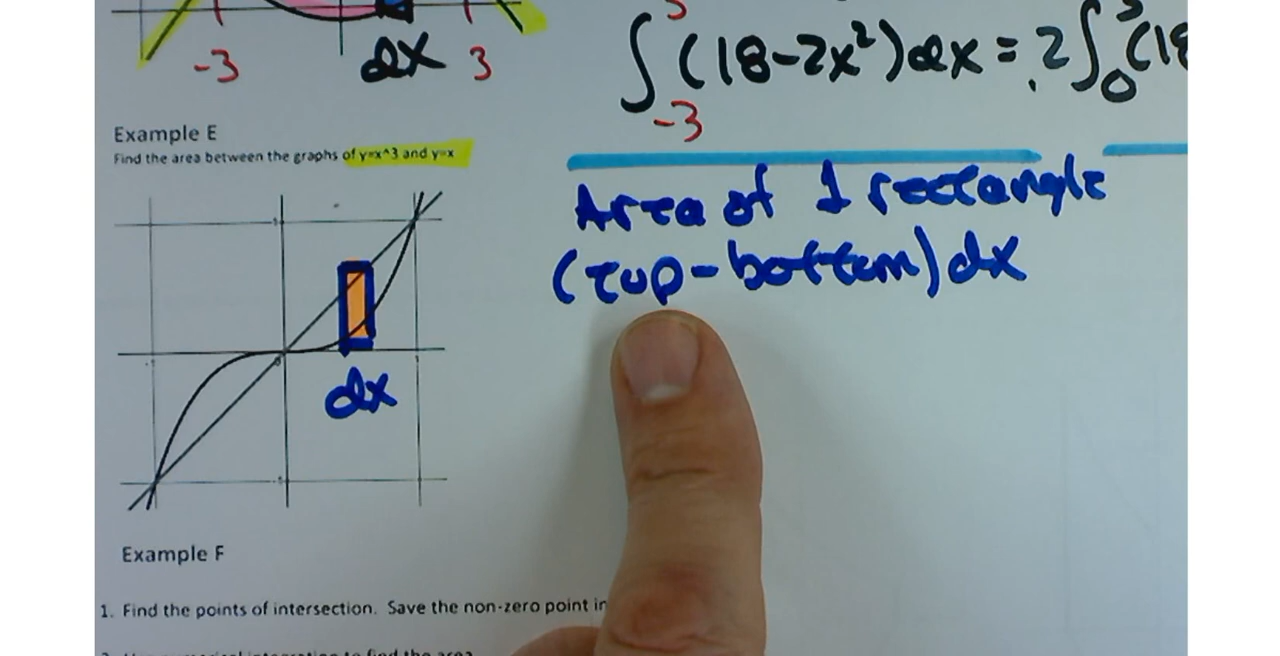 -3 dx 3
∫ (18-2x²)dx = 2∫ (18
-3 0
Example E
Find the area between the graphs of y=x^3 and y=x
Area of 1 rectangle
(top-bottom)dx
dx
Example F
1. Find the points of intersection. Save the non-zero point in